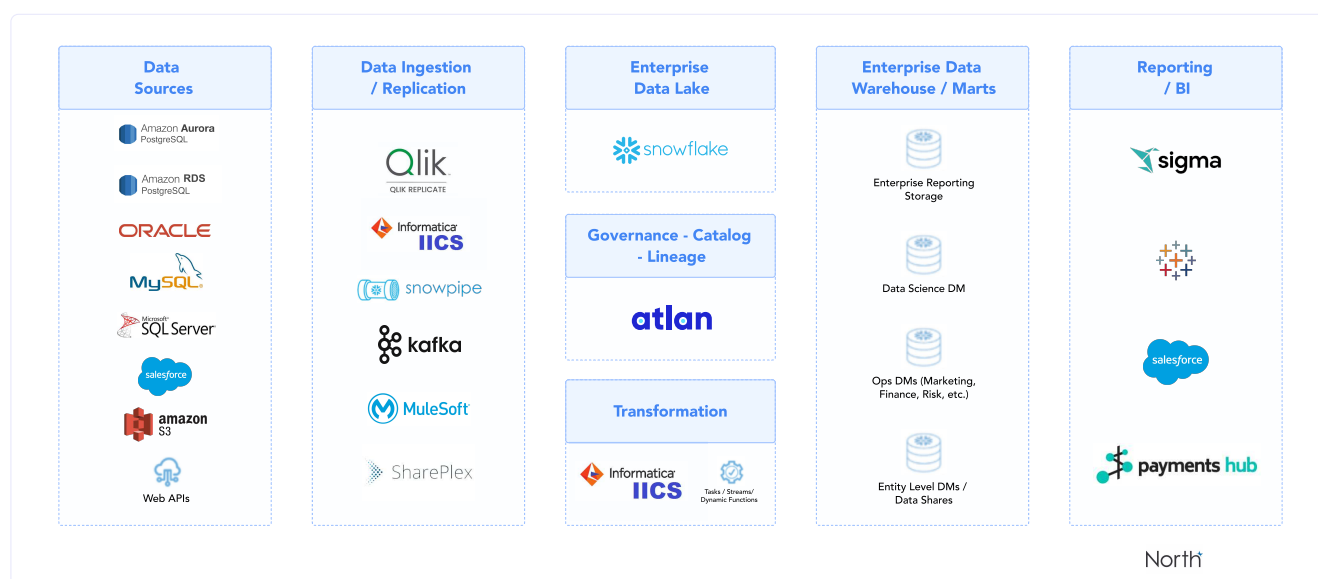 Data
Sources
Amazon Aurora
PostgreSQL
Amazon RDS
PostgreSQL
ORACLE
MySQL
Microsoft
SQL Server
salesforce
amazon
S3
Web APIs
Data Ingestion
/ Replication
Qlik
QLIK REPLICATE
Informatica
IICS
snowpipe
kafka
MuleSoft
SharePlex
Enterprise
Data Lake
snowflake
Governance - Catalog
- Lineage
atlan
Transformation
Informatica
IICS
Tasks / Streams/
Dynamic Functions
Enterprise Data
Warehouse / Marts
Enterprise Reporting
Storage
Data Science DM
Ops DMs (Marketing,
Finance, Risk, etc.)
Entity Level DMs /
Data Shares
Reporting
/ BI
sigma
salesforce
payments hub
North